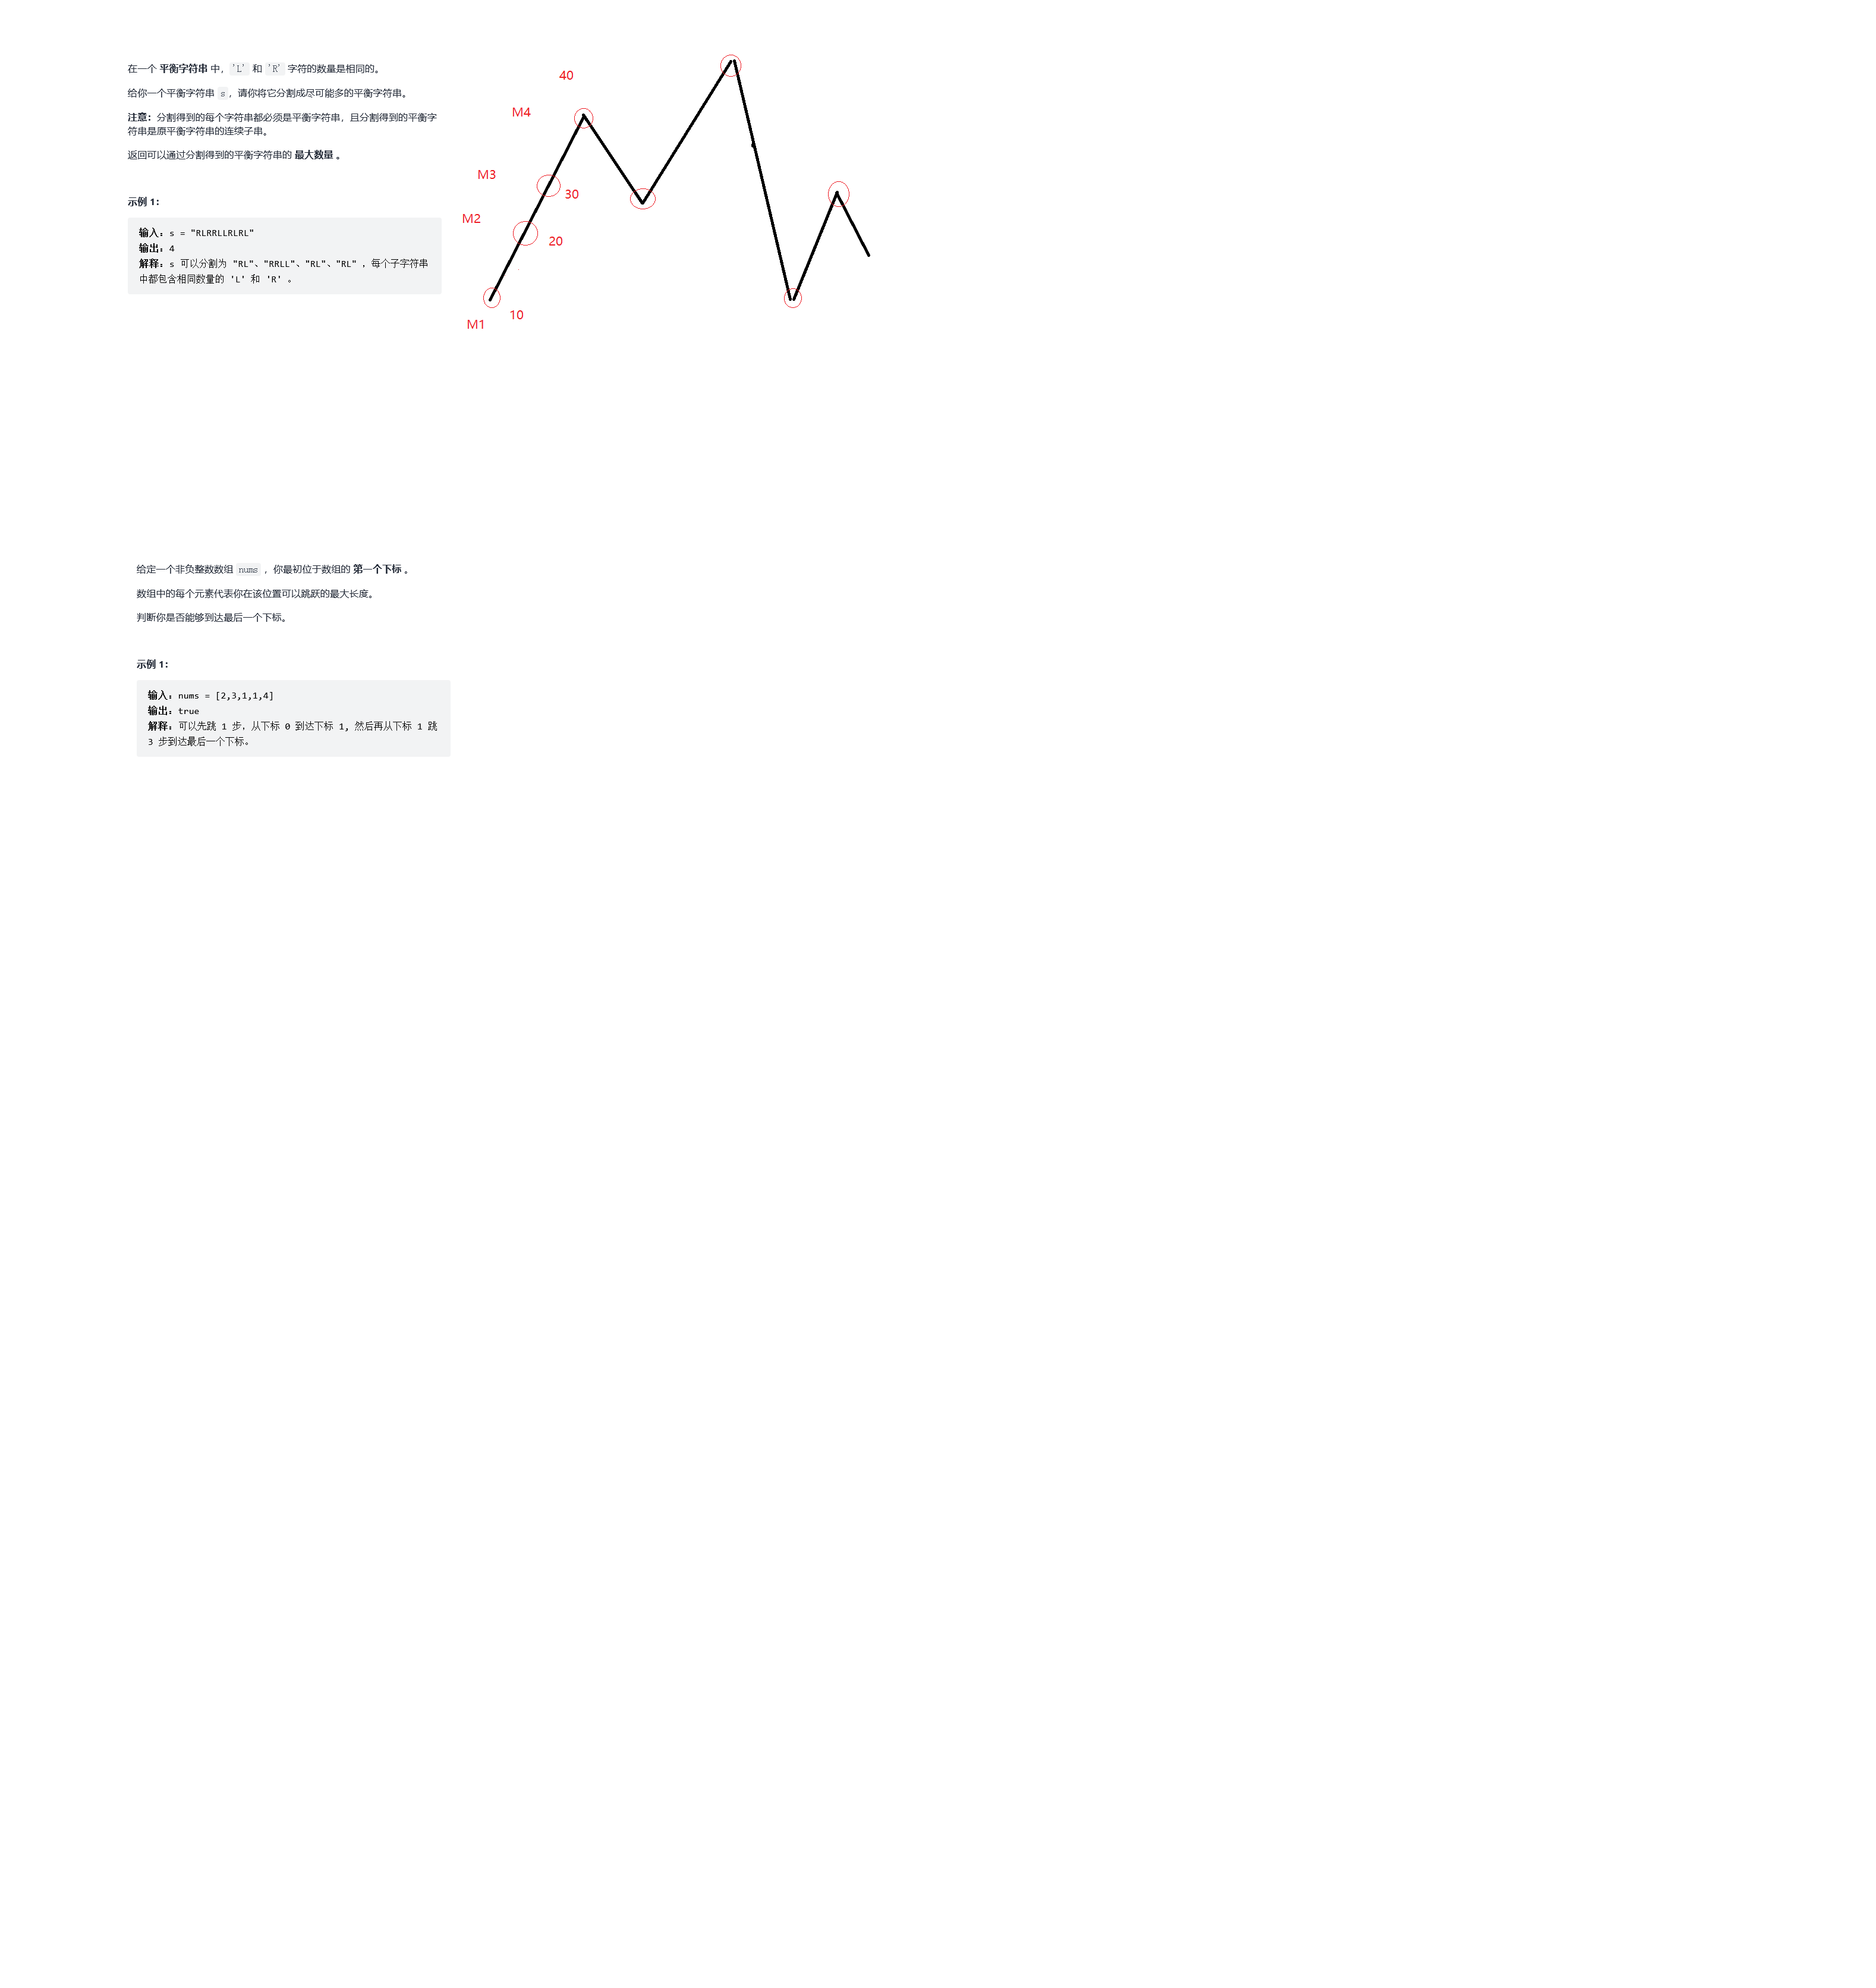 在一个 平衡字符串 中，'L' 和 'R' 字符的数量是相同的。
给你一个平衡字符串 s，请你将它分割成尽可能多的平衡字符串。
注意：分割得到的每个字符串都必须是平衡字符串，且分割得到的平衡字
符串是原平衡字符串的连续子串。
返回可以通过分割得到的平衡字符串的 最大数量 。
示例 1：
输入：s = "RLRRLLRLRL"
输出：4
解释：s 可以分割为 "RL"、"RRLL"、"RL"、"RL" ，每个子字符串
中都包含相同数量的 'L' 和 'R' 。
40
M4
M3
30
M2
20
10
M1
给定一个非负整数数组 nums ，你最初位于数组的 第一个下标 。
数组中的每个元素代表你在该位置可以跳跃的最大长度。
判断你是否能够到达最后一个下标。
示例 1：
输入：nums = [2,3,1,1,4]
输出：true
解释：可以先跳 1 步，从下标 0 到达下标 1, 然后再从下标 1 跳
3 步到达最后一个下标。